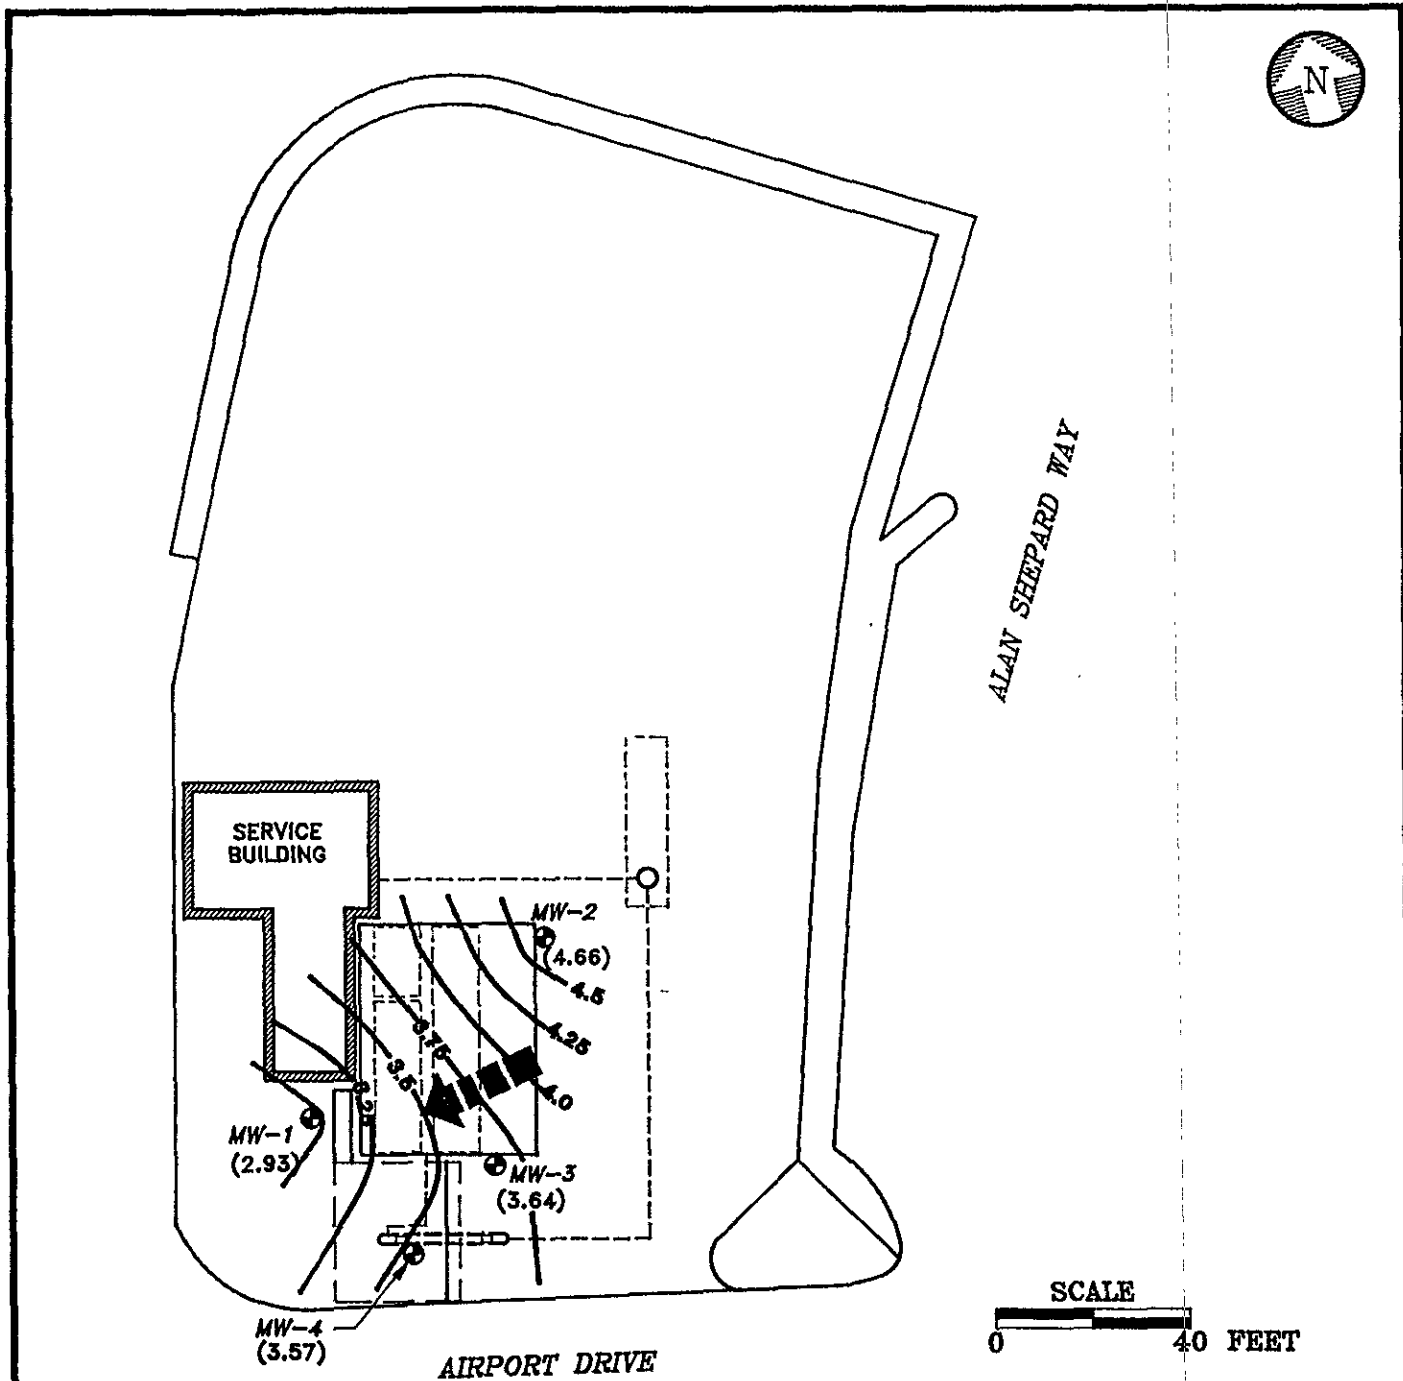 N
ALAN SHEPARD WAY
SERVICE
BUILDING
MW-2
(4.66)
4.5
4.25
3.75
3.5
4.0
MW-1
(2.93)
MW-3
(3.64)
MW-4
(3.57)
AIRPORT DRIVE
SCALE
0 40 FEET